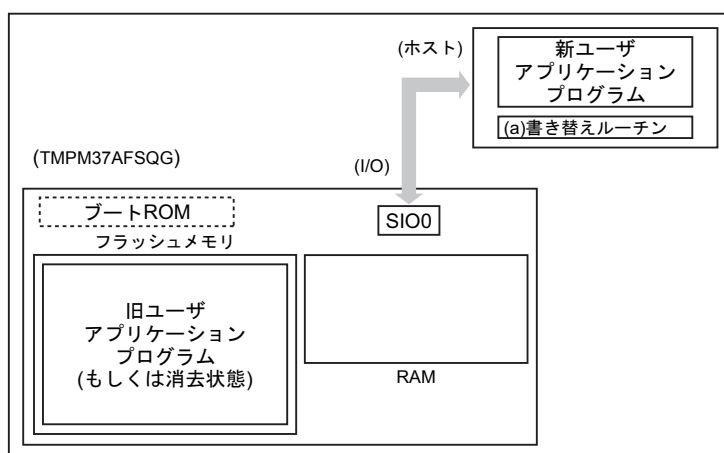 (ホスト)
新ユーザ
アプリケーション
プログラム
(a)書き替えルーチン
(TMPM37AFSQG)
(I/O)
ブートROM
SIO0
フラッシュメモリ
旧ユーザ
アプリケーション
プログラム
(もしくは消去状態)
RAM